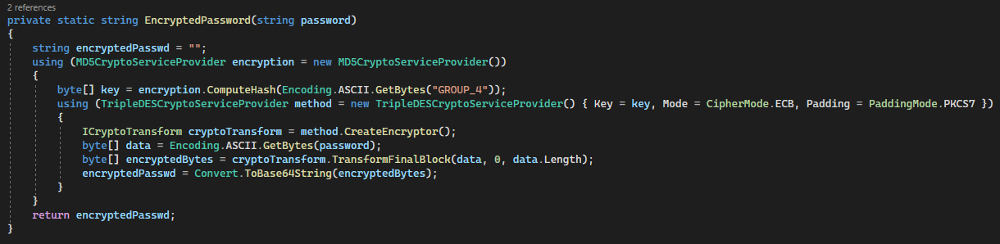 2 references
private static string EncryptedPassword(string password)
{
    string encryptedPasswd = "";
    using (MD5CryptoServiceProvider encryption = new MD5CryptoServiceProvider())
    {
        byte[] key = encryption.ComputeHash(Encoding.ASCII.GetBytes("GROUP_4"));
        using (TripleDESCryptoServiceProvider method = new TripleDESCryptoServiceProvider() { Key = key, Mode = CipherMode.ECB, Padding = PaddingMode.PKCS7 })
        {
            ICryptoTransform cryptoTransform = method.CreateEncryptor();
            byte[] data = Encoding.ASCII.GetBytes(password);
            byte[] encryptedBytes = cryptoTransform.TransformFinalBlock(data, 0, data.Length);
            encryptedPasswd = Convert.ToBase64String(encryptedBytes);
        }
    }
    return encryptedPasswd;
}